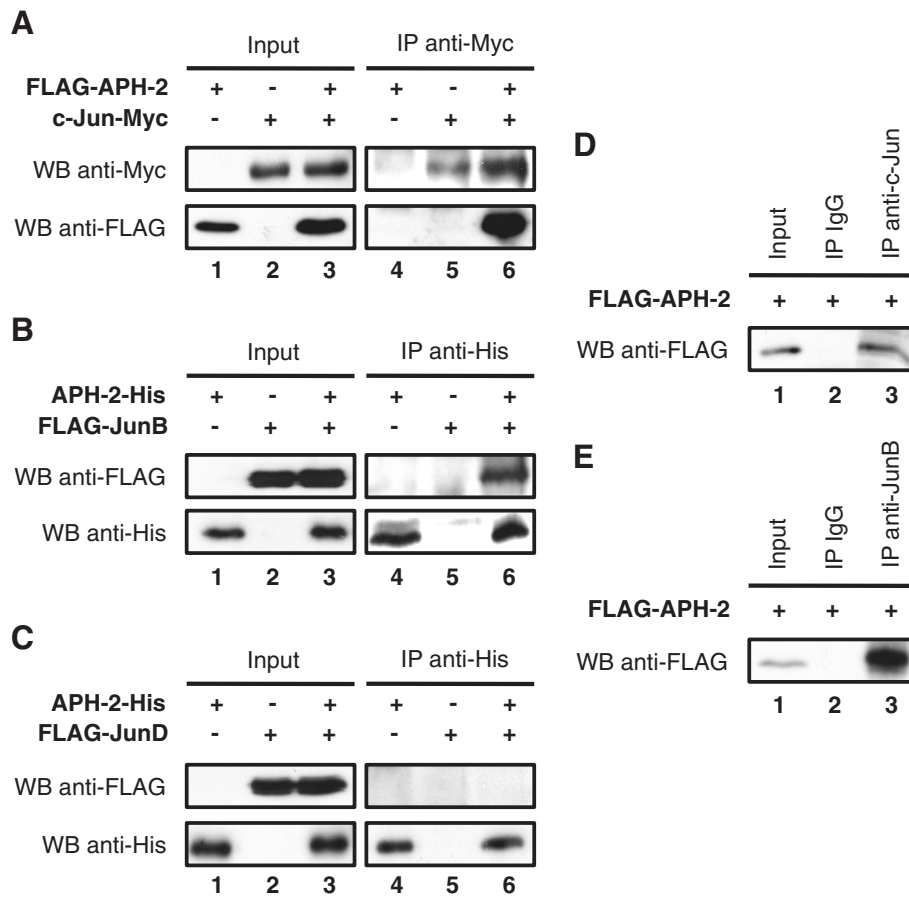 A
Input IP anti-Myc
FLAG-APH-2 + - + + - +
c-Jun-Myc - + + - + +
WB anti-Myc
WB anti-FLAG
1 2 3 4 5 6
B
Input IP anti-His
APH-2-His + - + + - +
FLAG-JunB - + + - + +
WB anti-FLAG
WB anti-His
1 2 3 4 5 6
C
Input IP anti-His
APH-2-His + - + + - +
FLAG-JunD - + + - + +
WB anti-FLAG
WB anti-His
1 2 3 4 5 6
D
Input IP IgG IP anti-c-Jun
FLAG-APH-2 + + +
WB anti-FLAG
1 2 3
E
Input IP IgG IP anti-JunB
FLAG-APH-2 + + +
WB anti-FLAG
1 2 3